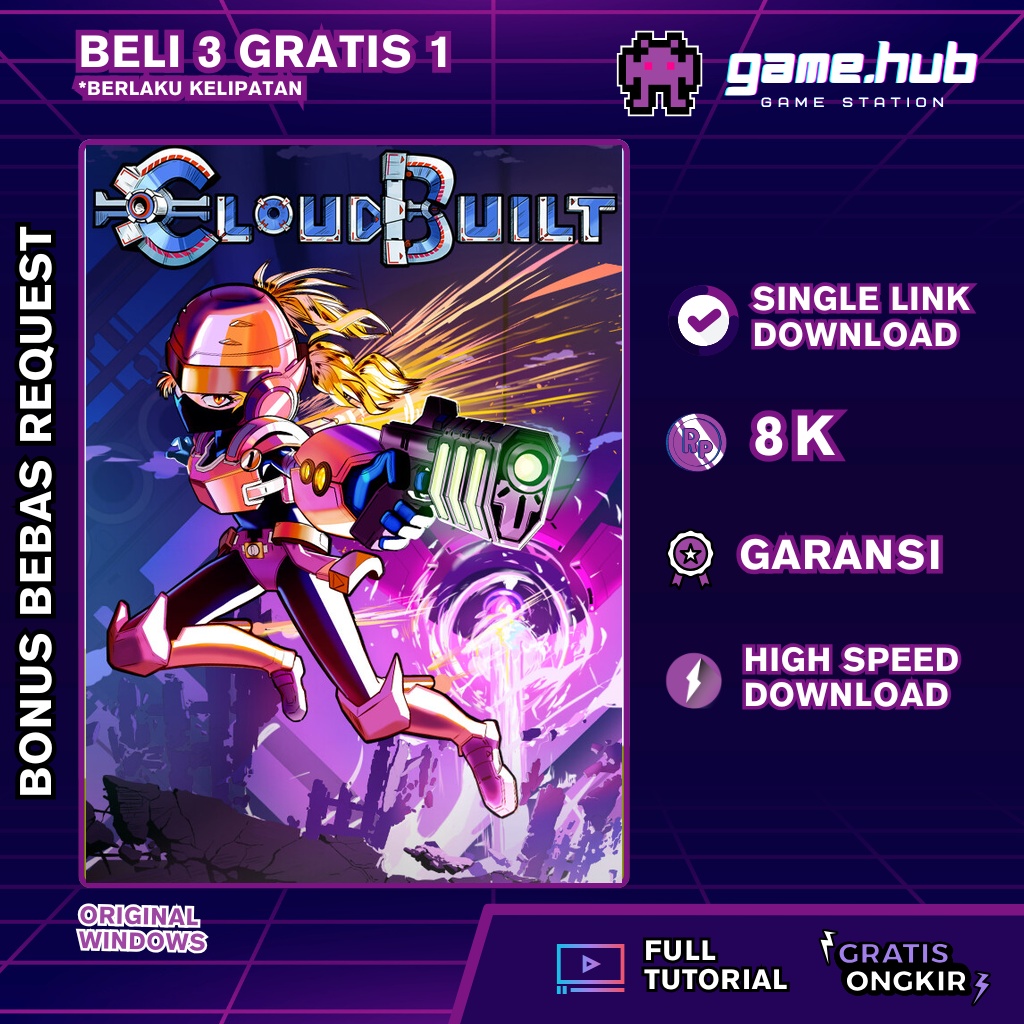 BELI 3 GRATIS 1
*BERLAKU KELIPATAN
game.hub
GAME STATION
CLOUDBUILT
BONUS BEBAS REQUEST
SINGLE LINK
DOWNLOAD
RP
8K
GARANSI
HIGH SPEED
DOWNLOAD
ORIGINAL
WINDOWS
FULL
TUTORIAL
GRATIS
ONGKIR